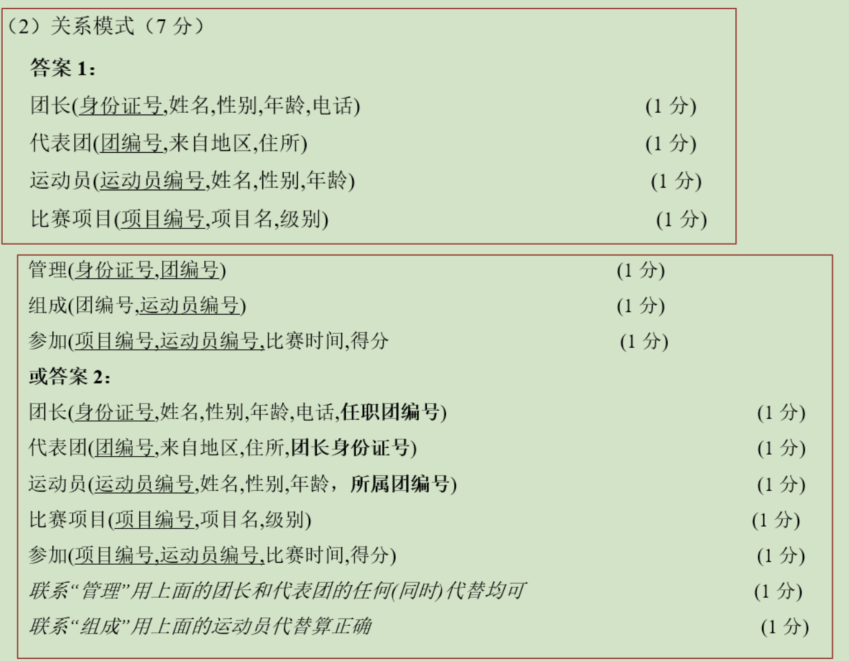 （2）关系模式（7 分）
答案 1：
团长(身份证号,姓名,性别,年龄,电话) (1 分)
代表团(团编号,来自地区,住所) (1 分)
运动员(运动员编号,姓名,性别,年龄) (1 分)
比赛项目(项目编号,项目名,级别) (1 分)
管理(身份证号,团编号) (1 分)
组成(团编号,运动员编号) (1 分)
参加(项目编号,运动员编号,比赛时间,得分 (1 分)
或答案 2：
团长(身份证号,姓名,性别,年龄,电话,任职团编号) (1 分)
代表团(团编号,来自地区,住所,团长身份证号) (1 分)
运动员(运动员编号,姓名,性别,年龄，所属团编号) (1 分)
比赛项目(项目编号,项目名,级别) (1 分)
参加(项目编号,运动员编号,比赛时间,得分) (1 分)
联系“管理”用上面的团长和代表团的任何(同时)代替均可 (1 分)
联系“组成”用上面的运动员代替算正确 (1 分)